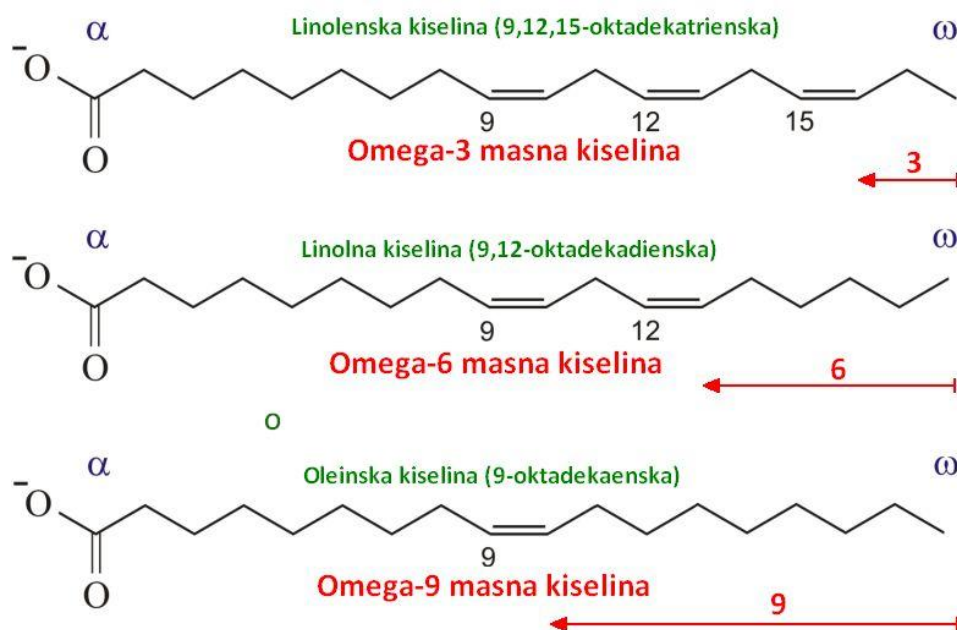 α Linolenska kiselina (9,12,15-oktadekatrienska) ω
⁻O
9 12 15
O Omega-3 masna kiselina
3
α Linolna kiselina (9,12-oktadekadienska) ω
⁻O
9 12
O Omega-6 masna kiselina
6
o
α Oleinska kiselina (9-oktadekaenska) ω
⁻O
9
O Omega-9 masna kiselina
9